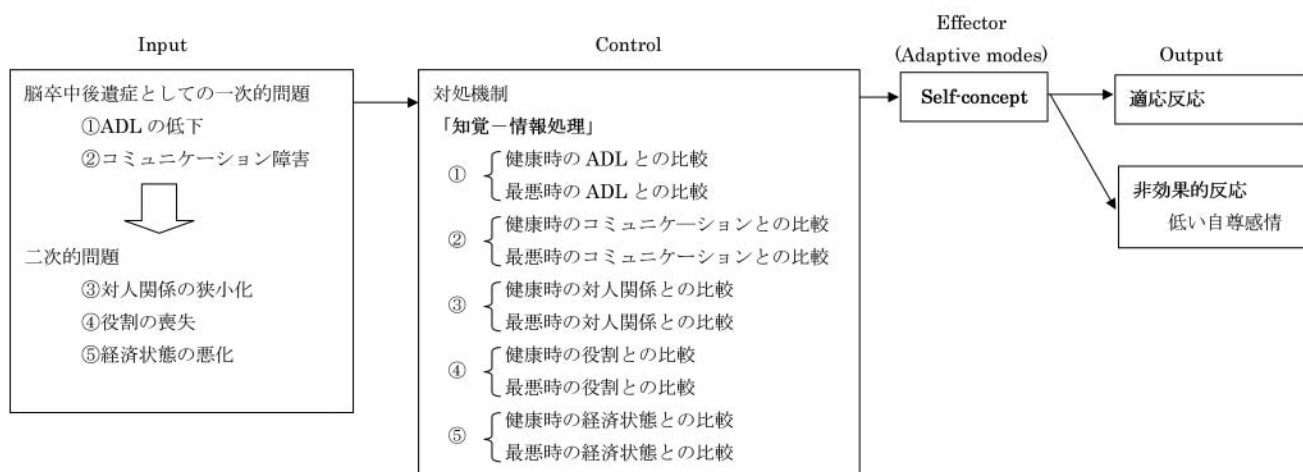 Input
脳卒中後遺症としての一次的問題
①ADL の低下
②コミュニケーション障害
二次的問題
③対人関係の狭小化
④役割の喪失
⑤経済状態の悪化
Control
対処機制
「知覚－情報処理」
①
健康時の ADL との比較
最悪時の ADL との比較
②
健康時のコミュニケ―ションとの比較
最悪時のコミュニケーションとの比較
③
健康時の対人関係との比較
最悪時の対人関係との比較
④
健康時の役割との比較
最悪時の役割との比較
⑤
健康時の経済状態との比較
最悪時の経済状態との比較
Effector
(Adaptive modes)
Self-concept
Output
適応反応
非効果的反応
低い自尊感情